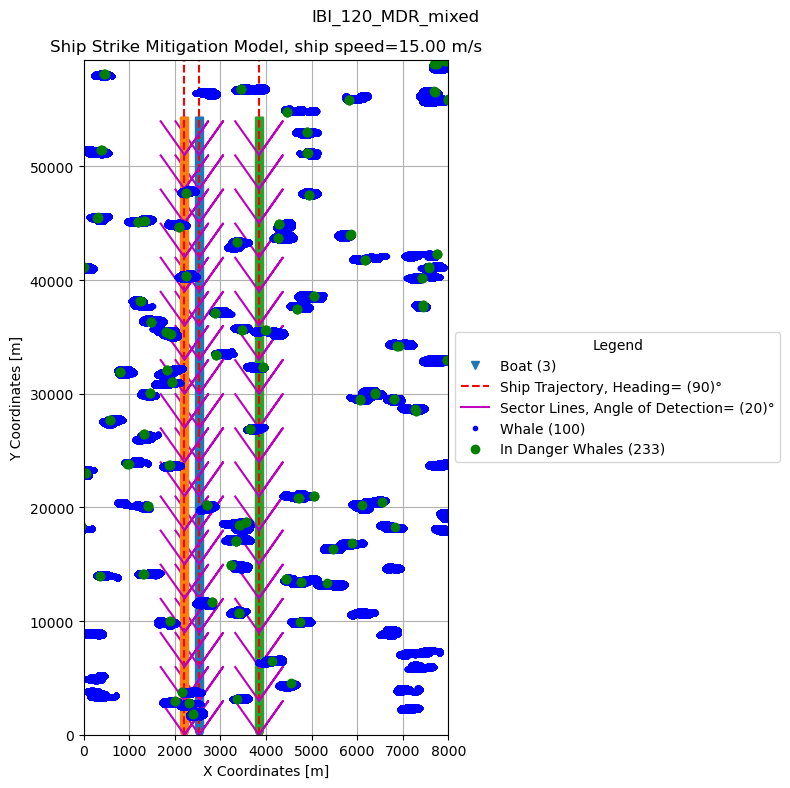 IBI_120_MDR_mixed
Ship Strike Mitigation Model, ship speed=15.00 m/s
50000
40000
30000
20000
10000
0
Y Coordinates [m]
0 1000 2000 3000 4000 5000 6000 7000 8000
X Coordinates [m]
Legend
Boat (3)
Ship Trajectory, Heading= (90)°
Sector Lines, Angle of Detection= (20)°
Whale (100)
In Danger Whales (233)